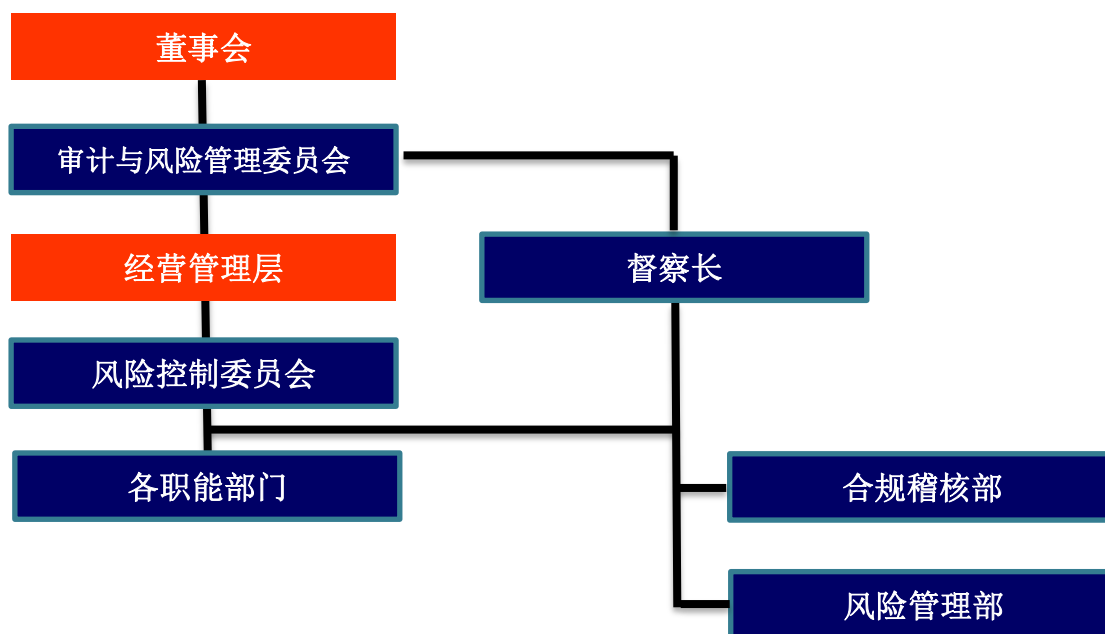 董事会
审计与风险管理委员会
经营管理层
督察长
风险控制委员会
各职能部门
合规稽核部
风险管理部